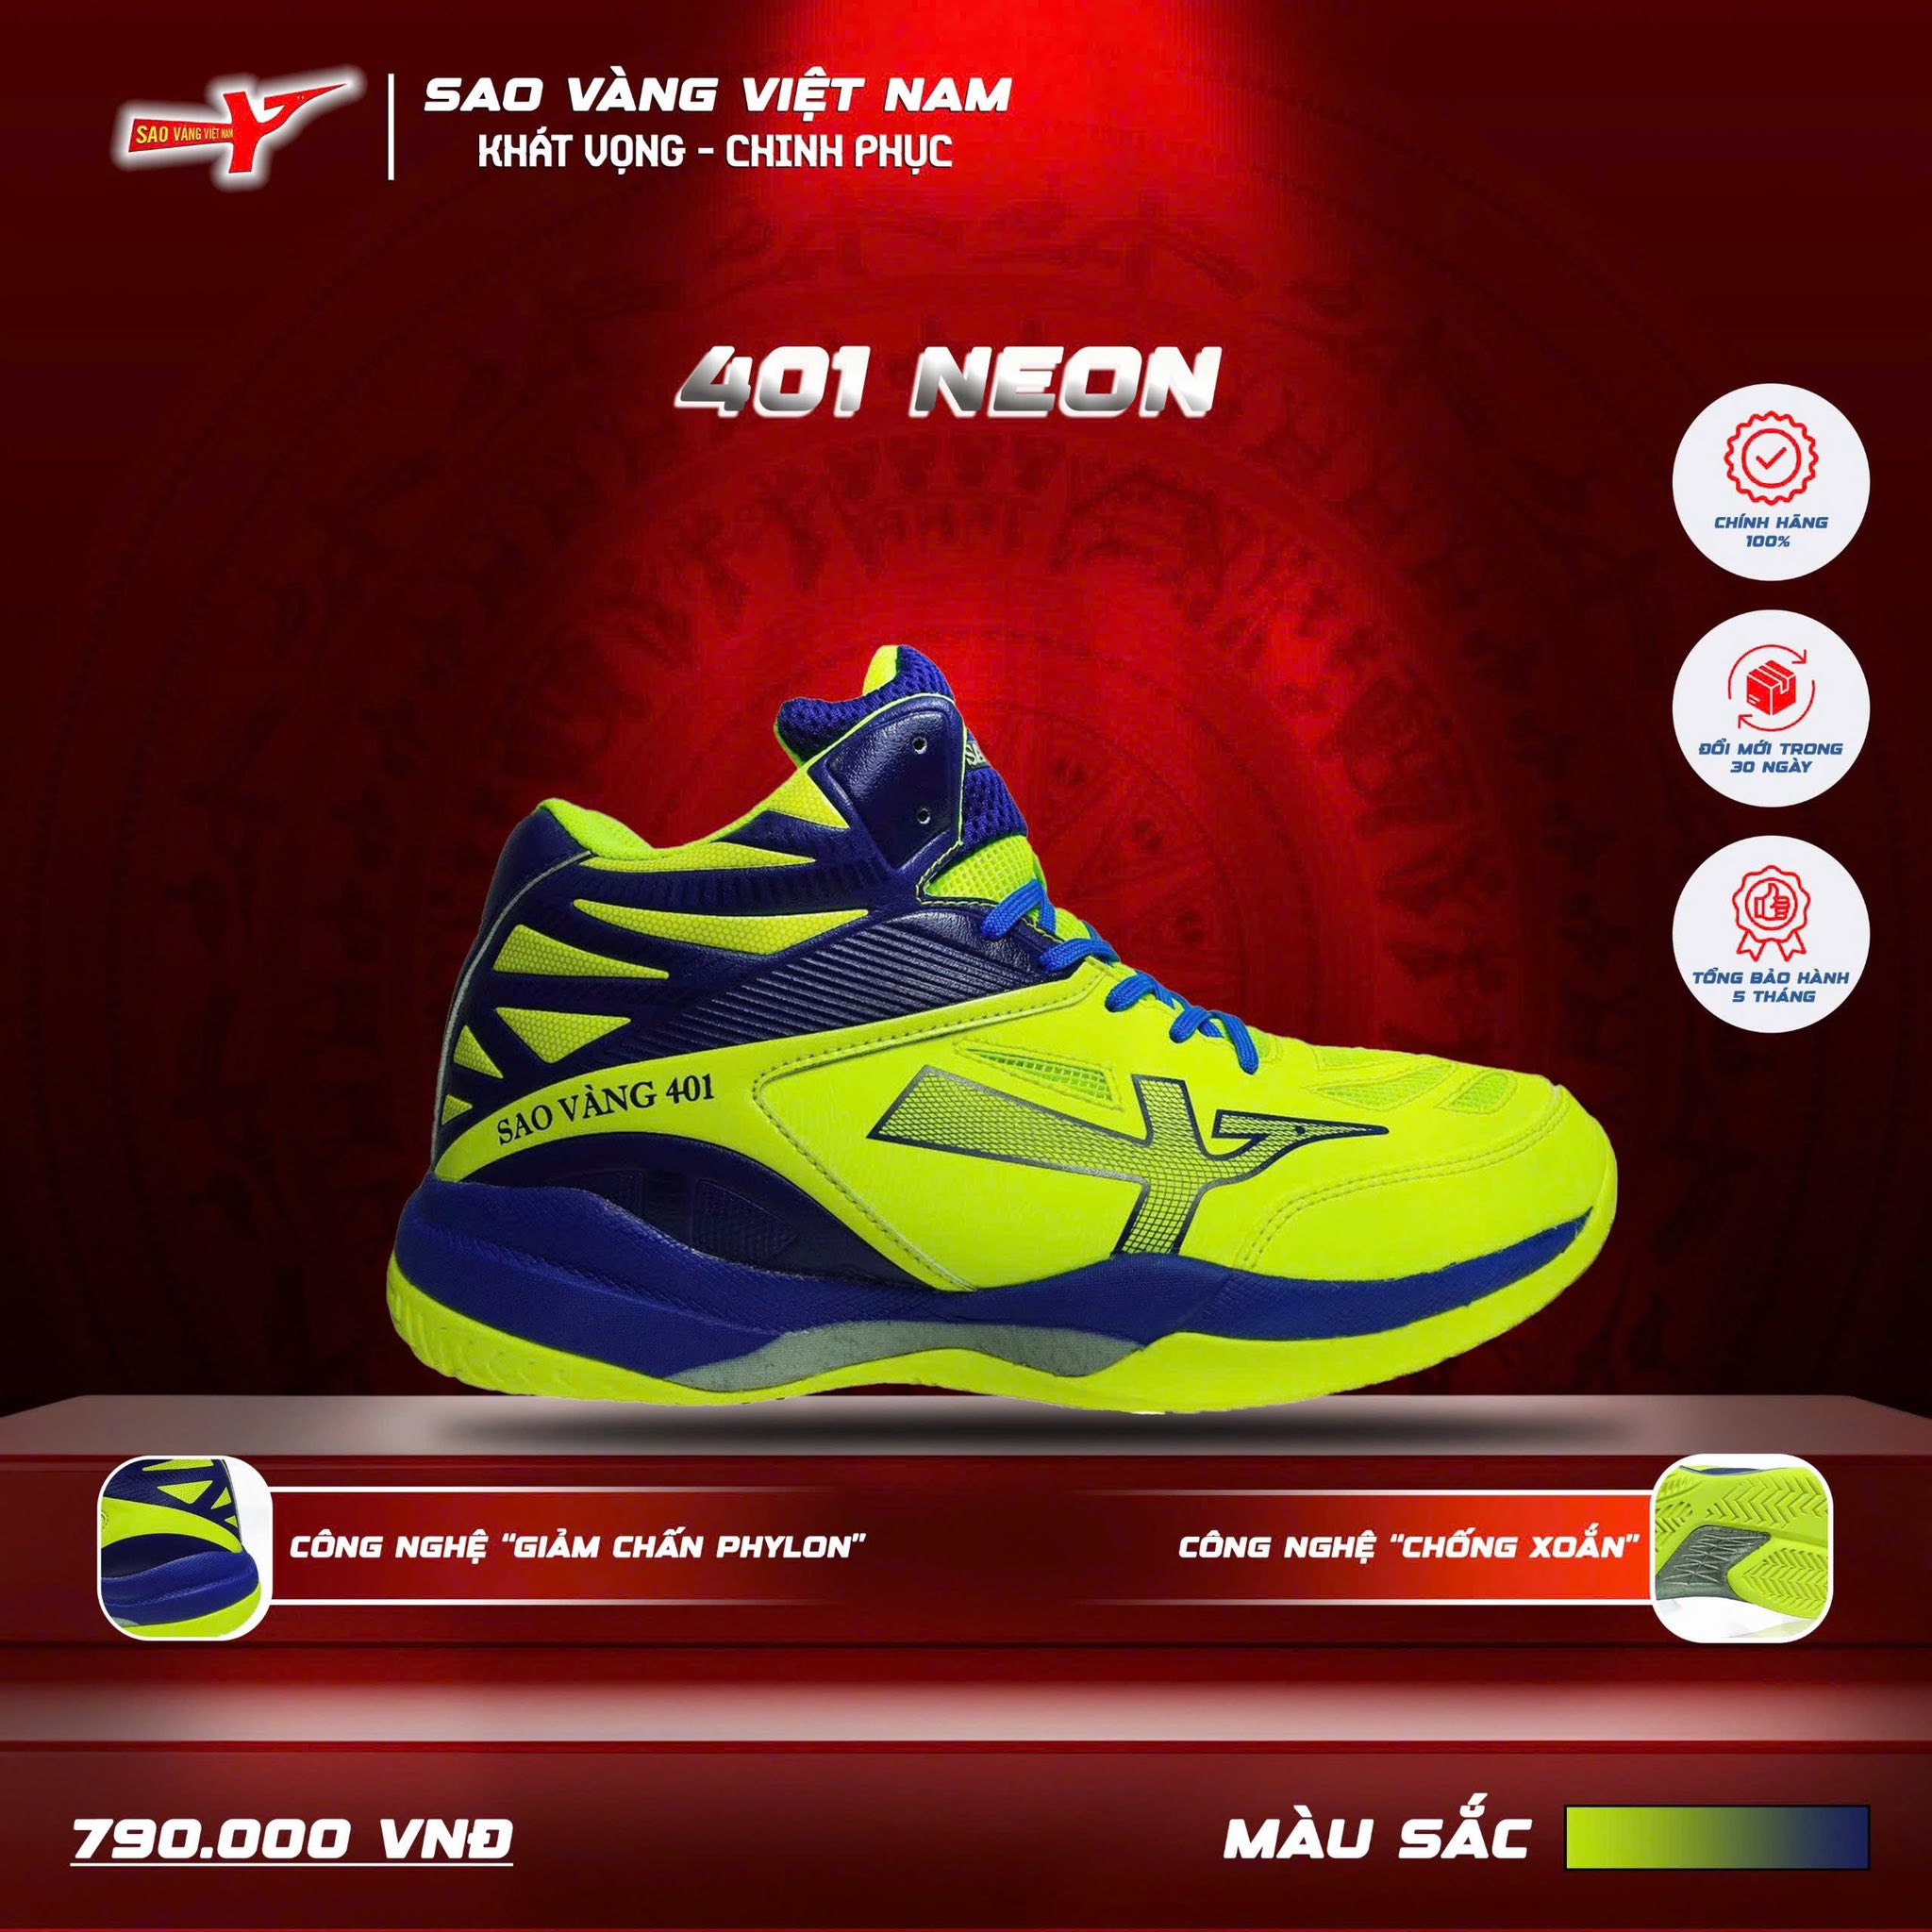 SAO VÀNG VIỆT NAM
SAO VÀNG VIỆT NAM
KHÁT VỌNG - CHINH PHỤC
401 NEON
CHÍNH HÃNG
100%
ĐỔI MỚI TRONG
30 NGÀY
TỔNG BẢO HÀNH
5 THÁNG
SAO VÀNG 401
CÔNG NGHỆ “GIẢM CHẤN PHYLON”
CÔNG NGHỆ “CHỐNG XOẮN”
790.000 VNĐ
MÀU SẮC